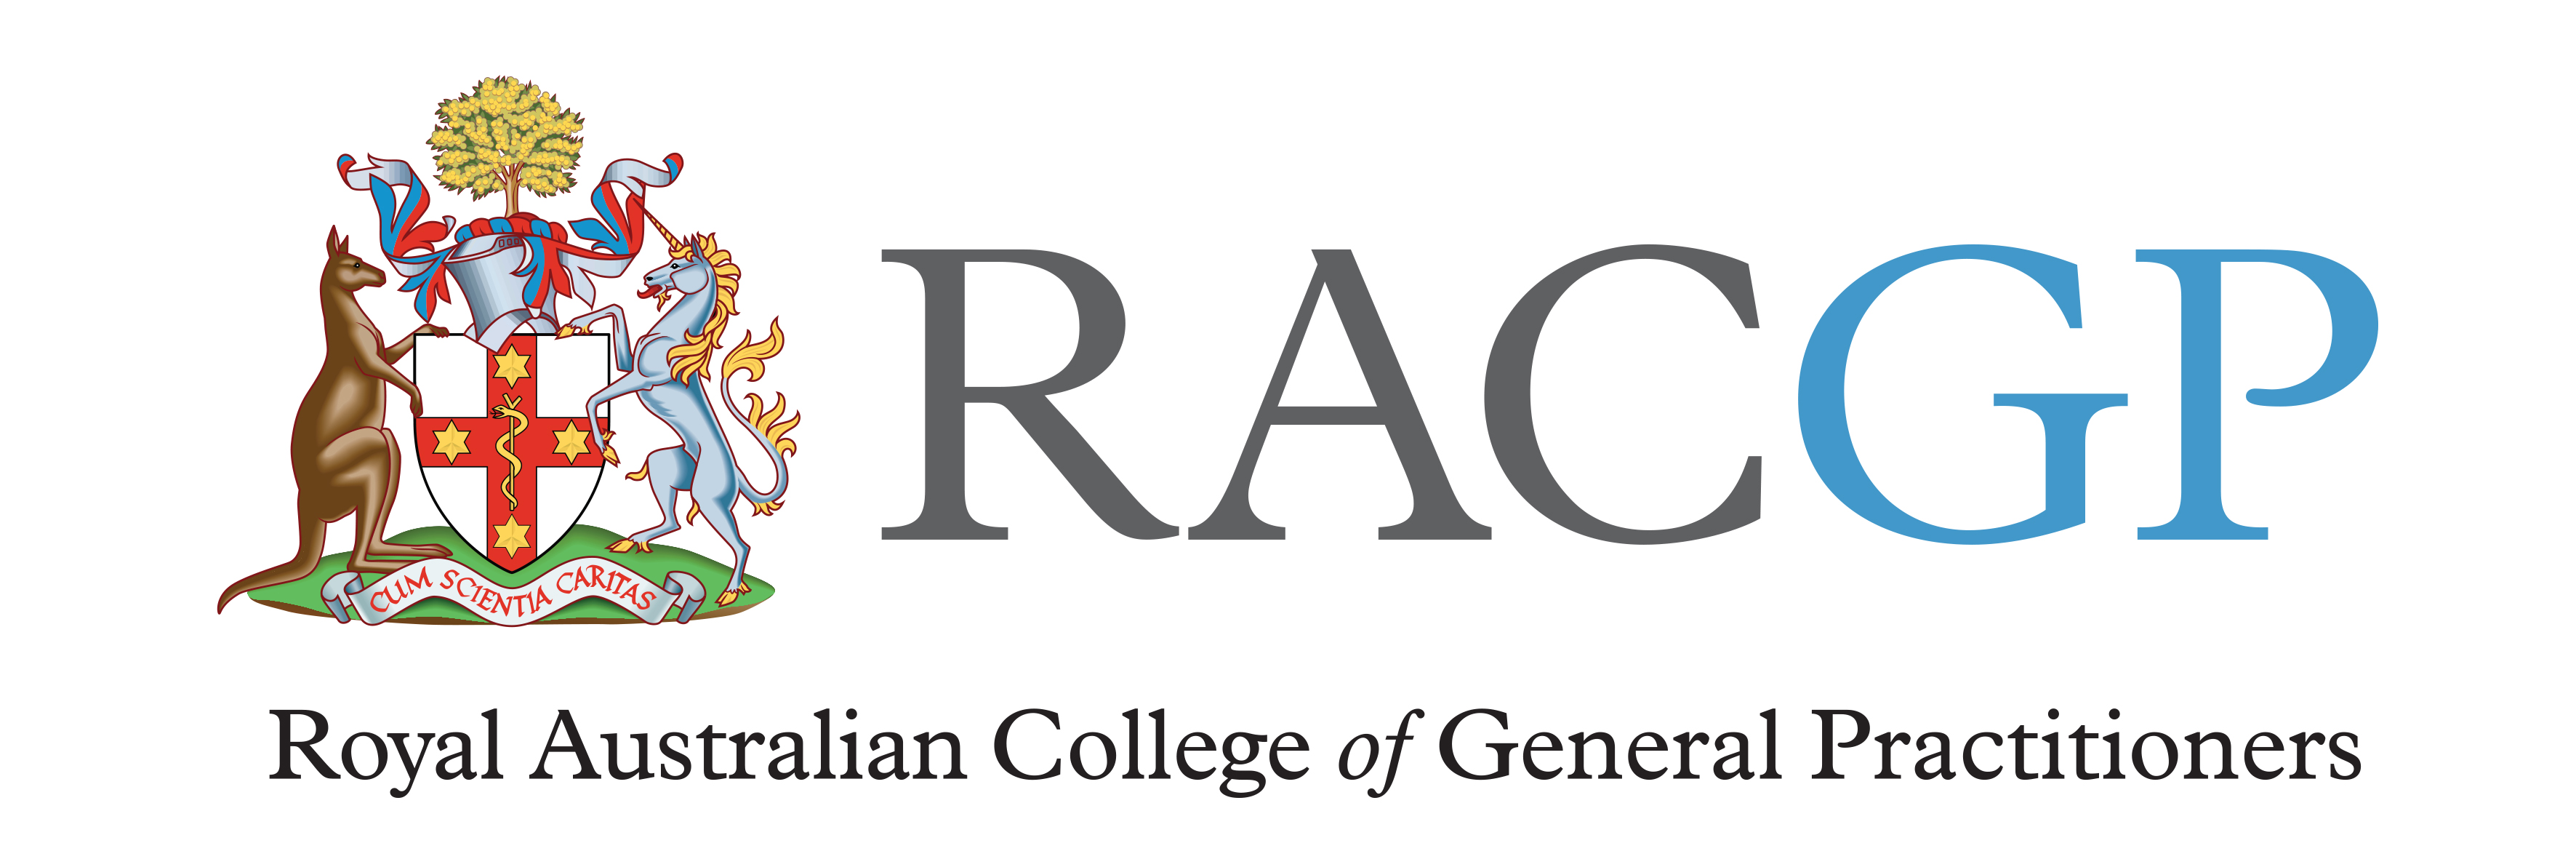 RACGP
CUM SCIENTIA CARITAS
Royal Australian College of General Practitioners